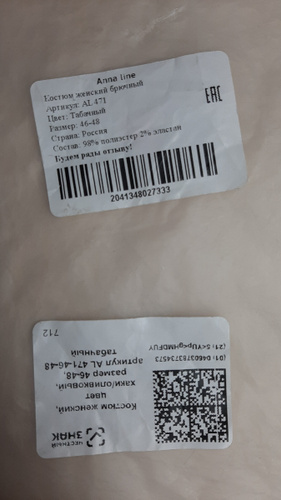 Anna line
Костюм женский брючный
Артикул: AL 471
Цвет: Табачный
Размер: 46-48
Страна: Россия
Состав: 98% полиэстер 2% эластан
Будем рады отзыву!
EAC
2041348027333
ЧЕСТНЫЙ
ЗНАК
Костюм женский,
цвет
хаки/оливковый,
размер 46-48,
артикул AL 471-46-48
табачный
(01: 04603783734573
712